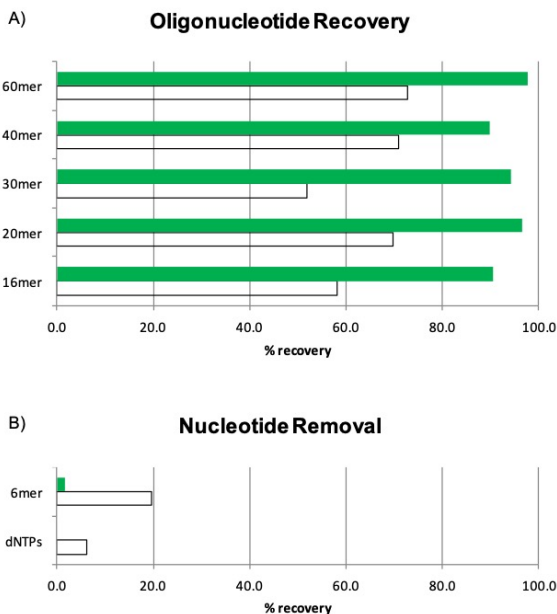 A)
Oligonucleotide Recovery
60mer
40mer
30mer
20mer
16mer
0.0 20.0 40.0 60.0 80.0 100.0
% recovery
B)
Nucleotide Removal
6mer
dNTPs
0.0 20.0 40.0 60.0 80.0 100.0
% recovery